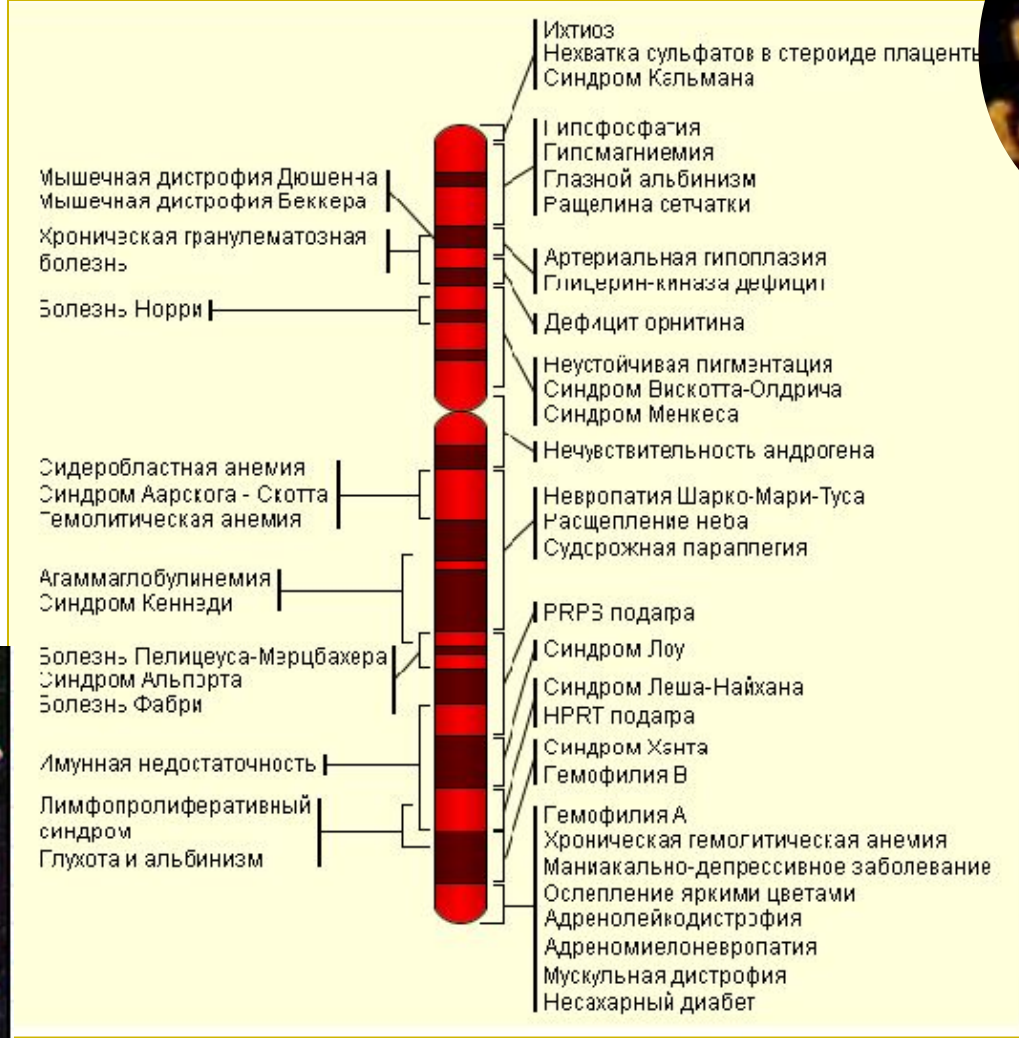 Ихтиоз
Нехватка сульфатов в стероиде плаценты
Синдром Кальмана
Гипофосфатия
Гипомагниемия
Глазной альбинизм
Ращелина сетчатки
Артериальная гипоплазия
Глицерин-киназа дефицит
Дефицит орнитина
Неустойчивая пигментация
Синдром Вискотта-Олдрича
Синдром Менкеса
Нечувствительность андрогена
Невропатия Шарко-Мари-Туса
Расщепление неба
Судорожная параплегия
PRPS подагра
Синдром Лоу
Синдром Леша-Найхана
HPRT подагра
Синдром Ханта
Гемофилия B
Гемофилия A
Хроническая гемолитическая анемия
Маниакально-депрессивное заболевание
Ослепление яркими цветами
Адренолейкодистрофия
Адреномиелоневропатия
Мускульная дистрофия
Несахарный диабет
Мышечная дистрофия Дюшенна
Мышечная дистрофия Беккера
Хроническая гранулематозная
болезнь
Болезнь Норри
Сидеробластная анемия
Синдром Аарскога - Скотта
Гемолитическая анемия
Агаммаглобулинемия
Синдром Кеннеди
Болезнь Пелицеуса-Мерцбахера
Синдром Альпорта
Болезнь Фабри
Имунная недостаточность
Лимфопролиферативный
синдром
Глухота и альбинизм